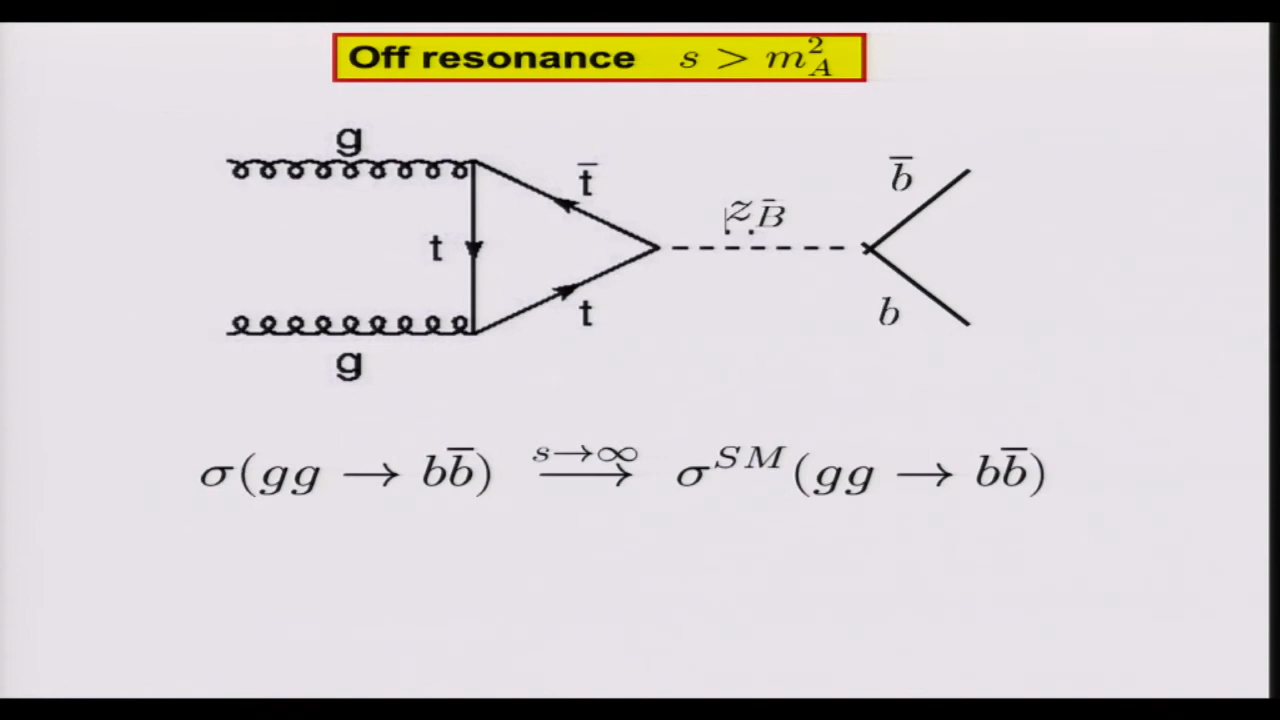 Off resonance s > m_A^2
g
t̄
b̄
t
t
b
g
σ(gg → bb̄) s→∞ ⟶ σ^{SM}(gg → bb̄)